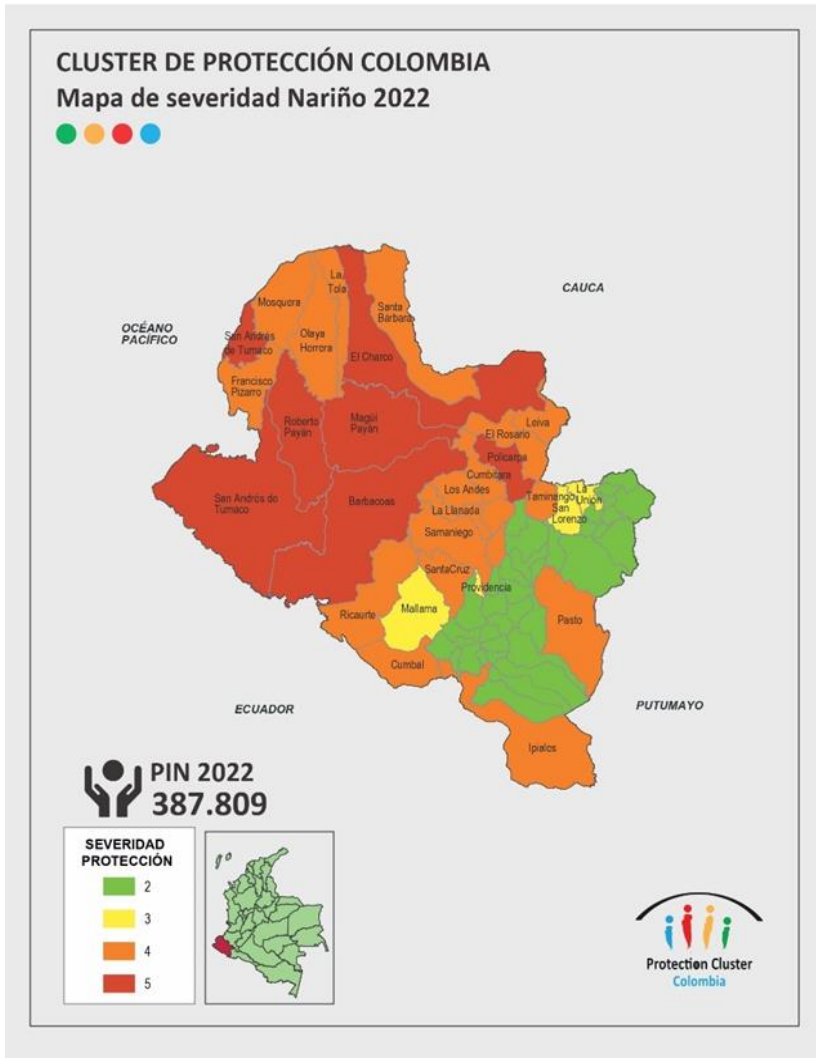 CLUSTER DE PROTECCIÓN COLOMBIA
Mapa de severidad Nariño 2022
CAUCA
OCÉANO
PACÍFICO
La
Tola
Mosquera
Santa
Bárbara
Olaya
Horrora
San Andrés
de Tumaco
El Charco
Francisco
Pizarro
Roberto
Payán
Magüi
Payán
Leiva
El Rosario
Policarpa
Cumbitara
San Andrés de
Tumaco
Barbacoas
Los Andes
La Llanada
Samaniego
Taminango
La
Unión
San
Lorenzo
SantaCruz
Providencia
Ricaurte
Mallama
Pasto
Cumbal
ECUADOR
PUTUMAYO
Ipialos
PIN 2022
387.809
SEVERIDAD
PROTECCIÓN
2
3
4
5
Protection Cluster
Colombia